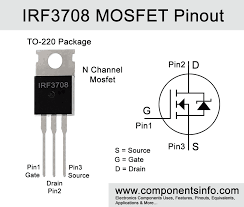 IRF3708 MOSFET Pinout
TO-220 Package
N Channel
Mosfet
IRF3708
Pin1
Gate
Drain
Pin2
Pin3
Source
Pin2
D
G
Pin1
S
Pin3
S = Source
G = Gate
D = Drain
www.componentsinfo.com
Electronics Components Uses, Features, Pinouts, Equivalents,
Applications & More...